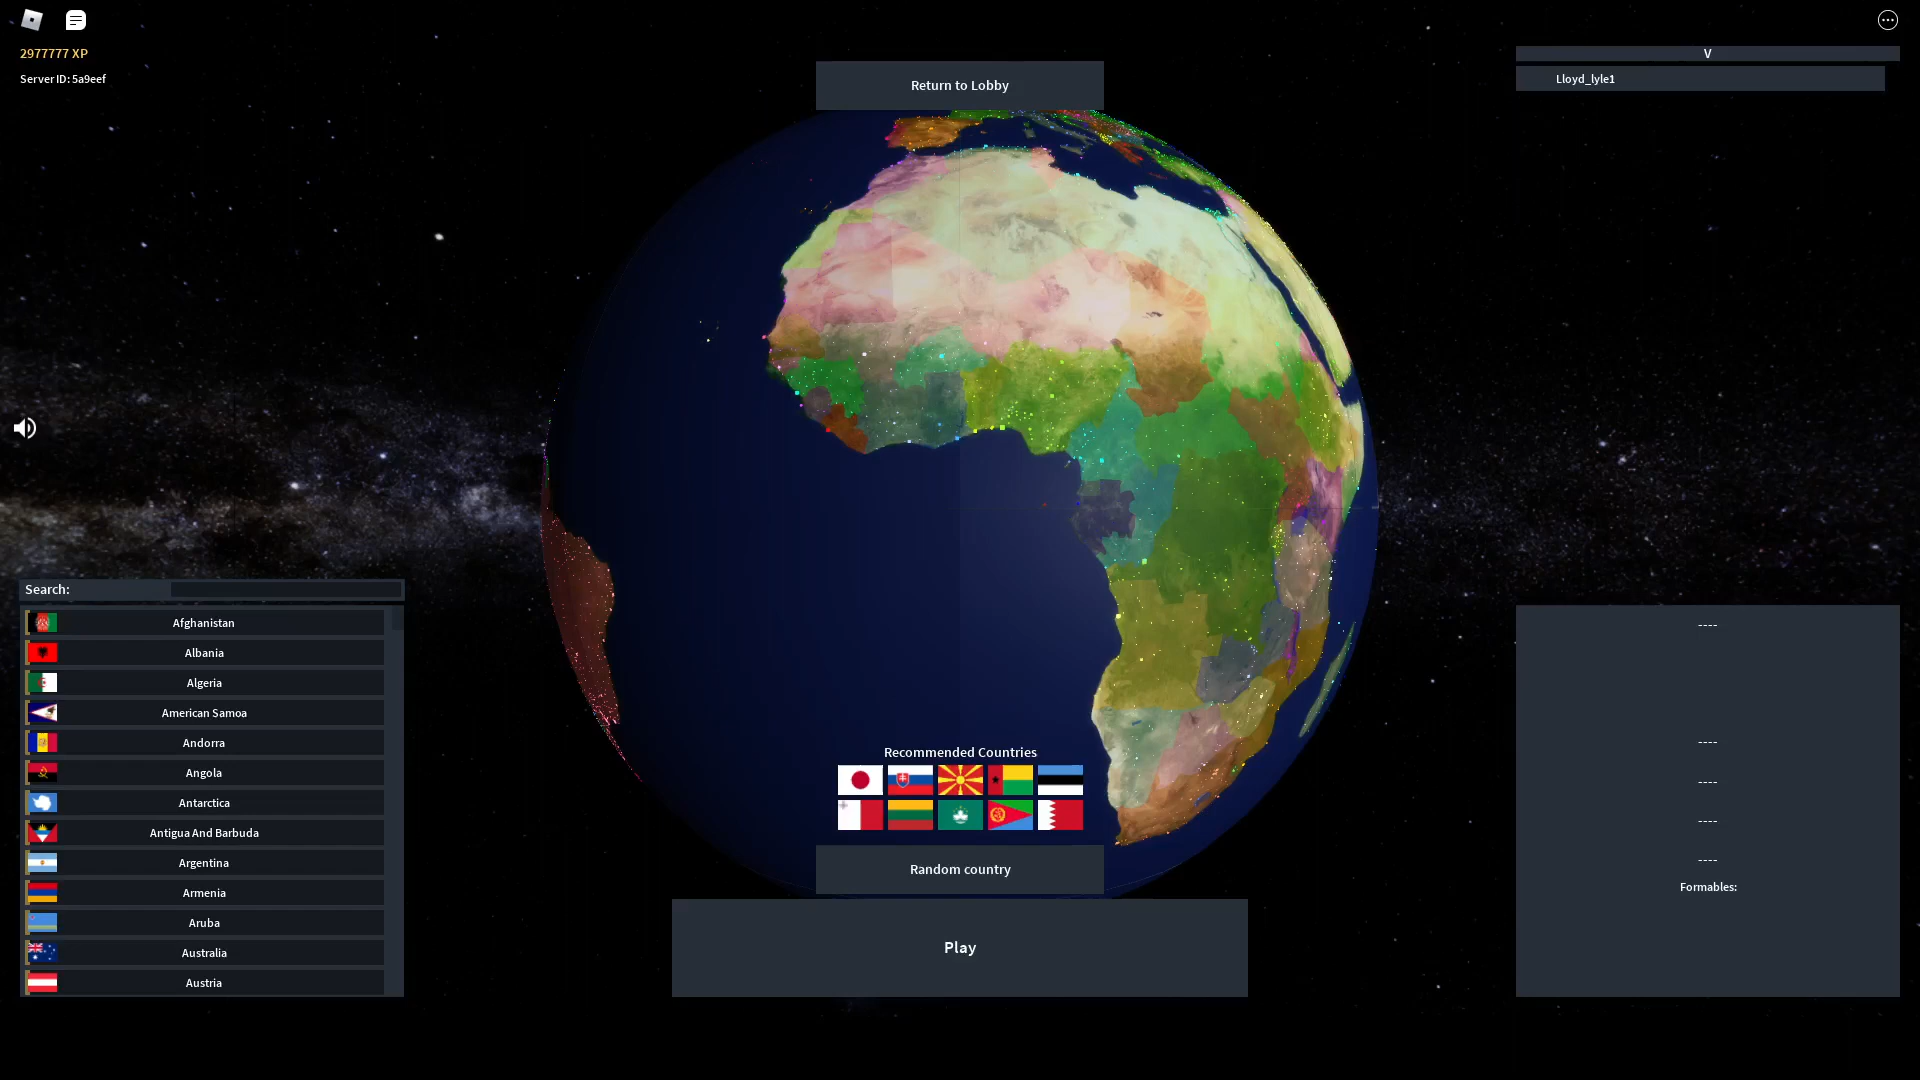 2977777 XP
Server ID: 5a9eef
Return to Lobby
V
Lloyd_lyle1
Search:
Afghanistan
Albania
Algeria
American Samoa
Andorra
Angola
Antarctica
Antigua And Barbuda
Argentina
Armenia
Aruba
Australia
Austria
Recommended Countries
Random country
Play
----
----
----
----
----
Formables: